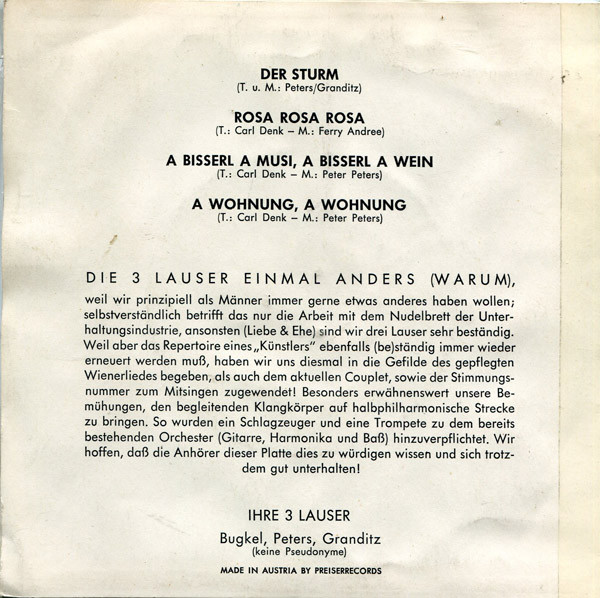 DER STURM
(T. u. M.: Peters/Granditz)
ROSA ROSA ROSA
(T.: Carl Denk – M.: Ferry Andree)
A BISSERL A MUSI, A BISSERL A WEIN
(T.: Carl Denk – M.: Peter Peters)
A WOHNUNG, A WOHNUNG
(T.: Carl Denk – M.: Peter Peters)
DIE 3 LAUSER EINMAL ANDERS (WARUM),
weil wir prinzipiell als Männer immer gerne etwas anderes haben wollen;
selbstverständlich betrifft das nur die Arbeit mit dem Nudelbrett der Unter-
haltungsindustrie, ansonsten (Liebe & Ehe) sind wir drei Lauser sehr beständig.
Weil aber das Repertoire eines „Künstlers" ebenfalls (be)ständig immer wieder
erneuert werden muß, haben wir uns diesmal in die Gefilde des gepflegten
Wienerliedes begeben, als auch dem aktuellen Couplet, sowie der Stimmungs-
nummer zum Mitsingen zugewendet! Besonders erwähnenswert unsere Be-
mühungen, den begleitenden Klangkörper auf halbphilharmonische Strecke
zu bringen. So wurden ein Schlagzeuger und eine Trompete zu dem bereits
bestehenden Orchester (Gitarre, Harmonika und Baß) hinzuverpflichtet. Wir
hoffen, daß die Anhörer dieser Platte dies zu würdigen wissen und sich trotz-
dem gut unterhalten!
IHRE 3 LAUSER
Bugkel, Peters, Granditz
(keine Pseudonyme)
MADE IN AUSTRIA BY PREISERRECORDS